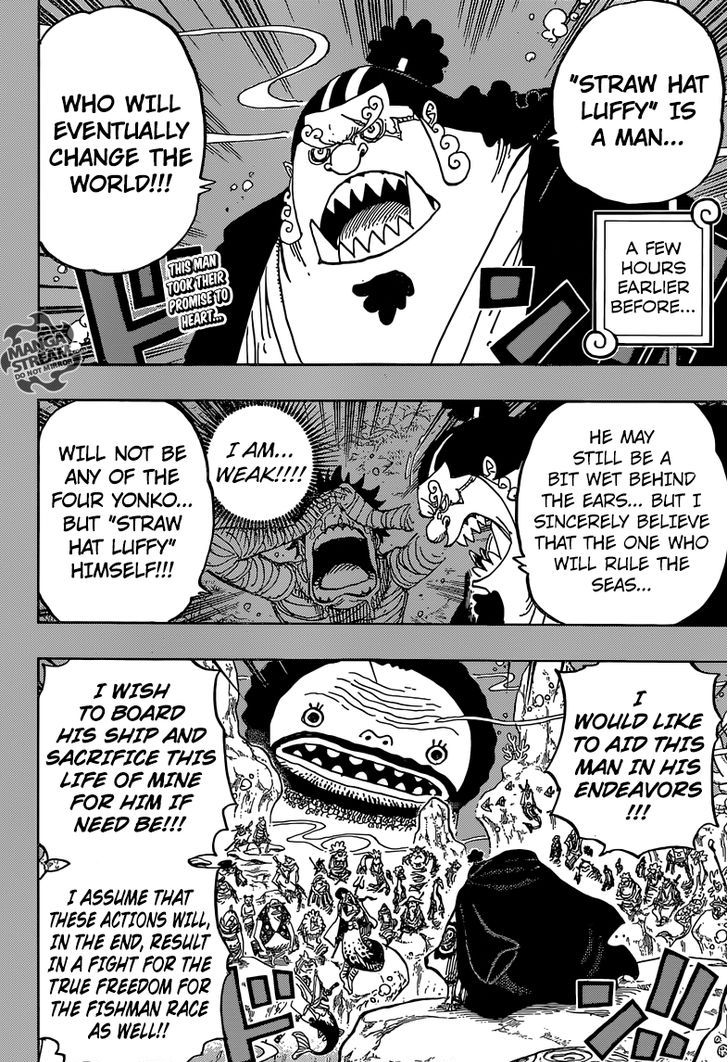 "STRAW HAT
LUFFY" IS
A MAN...
A FEW
HOURS
EARLIER
BEFORE...
WHO WILL
EVENTUALLY
CHANGE THE
WORLD!!!
THIS MAN
TOOK THEIR
PROMISE TO
HEART...
MANGA
STREAM
DO NOT MIRROR
HE MAY
STILL BE A
BIT WET BEHIND
THE EARS... BUT I
SINCERELY BELIEVE
THAT THE ONE WHO
WILL RULE THE
SEAS...
I AM...
WEAK!!!!
WILL NOT BE
ANY OF THE
FOUR YONKO...
BUT "STRAW
HAT LUFFY"
HIMSELF!!!
I
WOULD LIKE
TO AID THIS
MAN IN HIS
ENDEAVORS
!!!
I WISH
TO BOARD
HIS SHIP AND
SACRIFICE THIS
LIFE OF MINE
FOR HIM IF
NEED BE!!!
I ASSUME THAT
THESE ACTIONS WILL,
IN THE END, RESULT
IN A FIGHT FOR THE
TRUE FREEDOM FOR
THE FISHMAN RACE
AS WELL!!